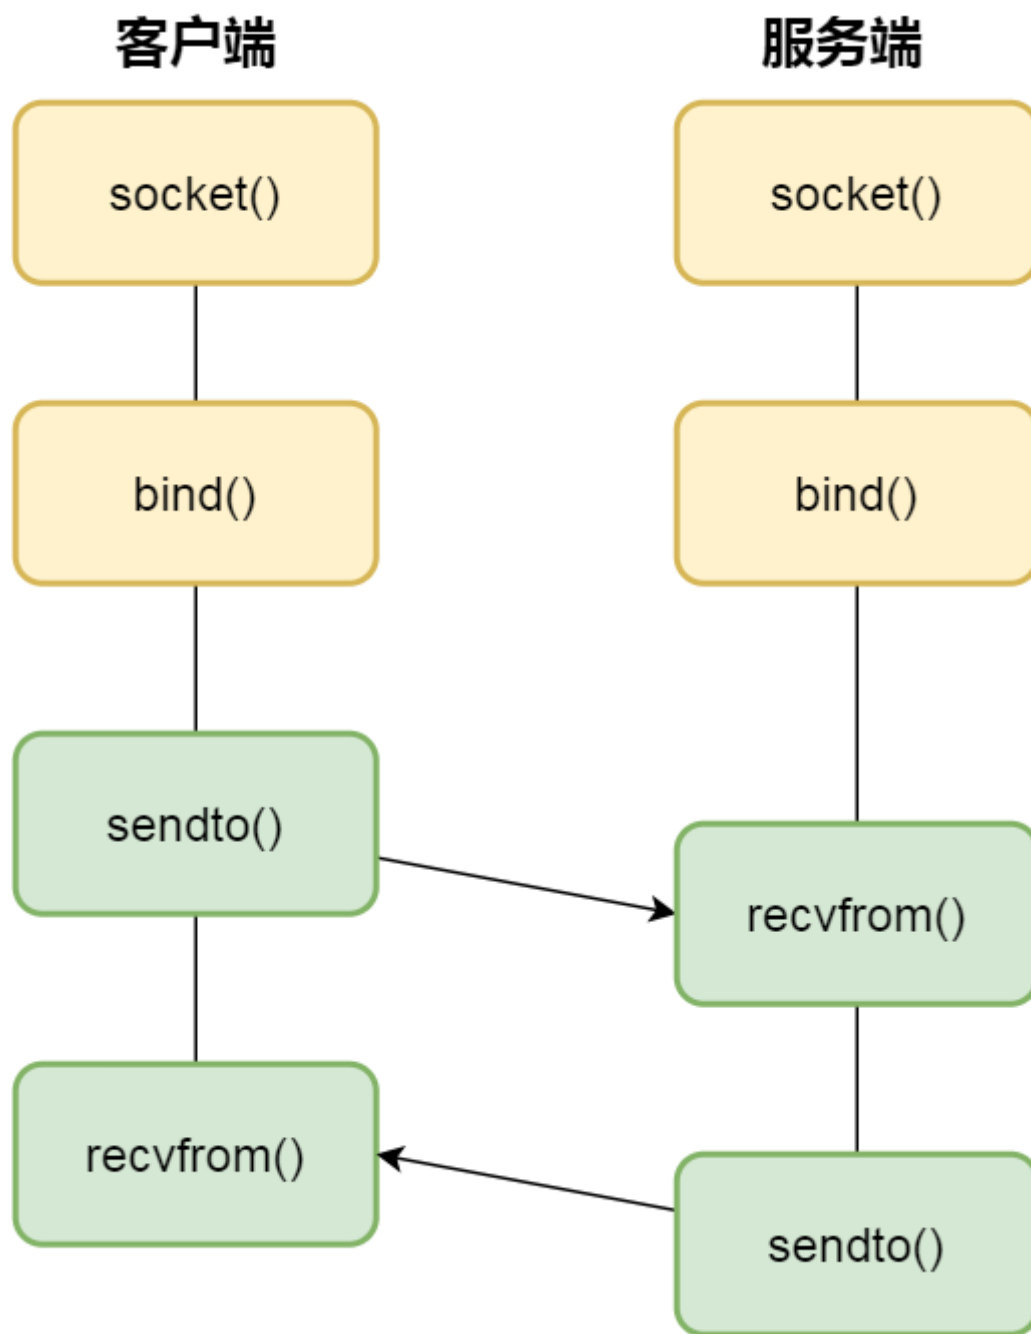 客户端
服务端
socket()
socket()
bind()
bind()
sendto()
recvfrom()
recvfrom()
sendto()